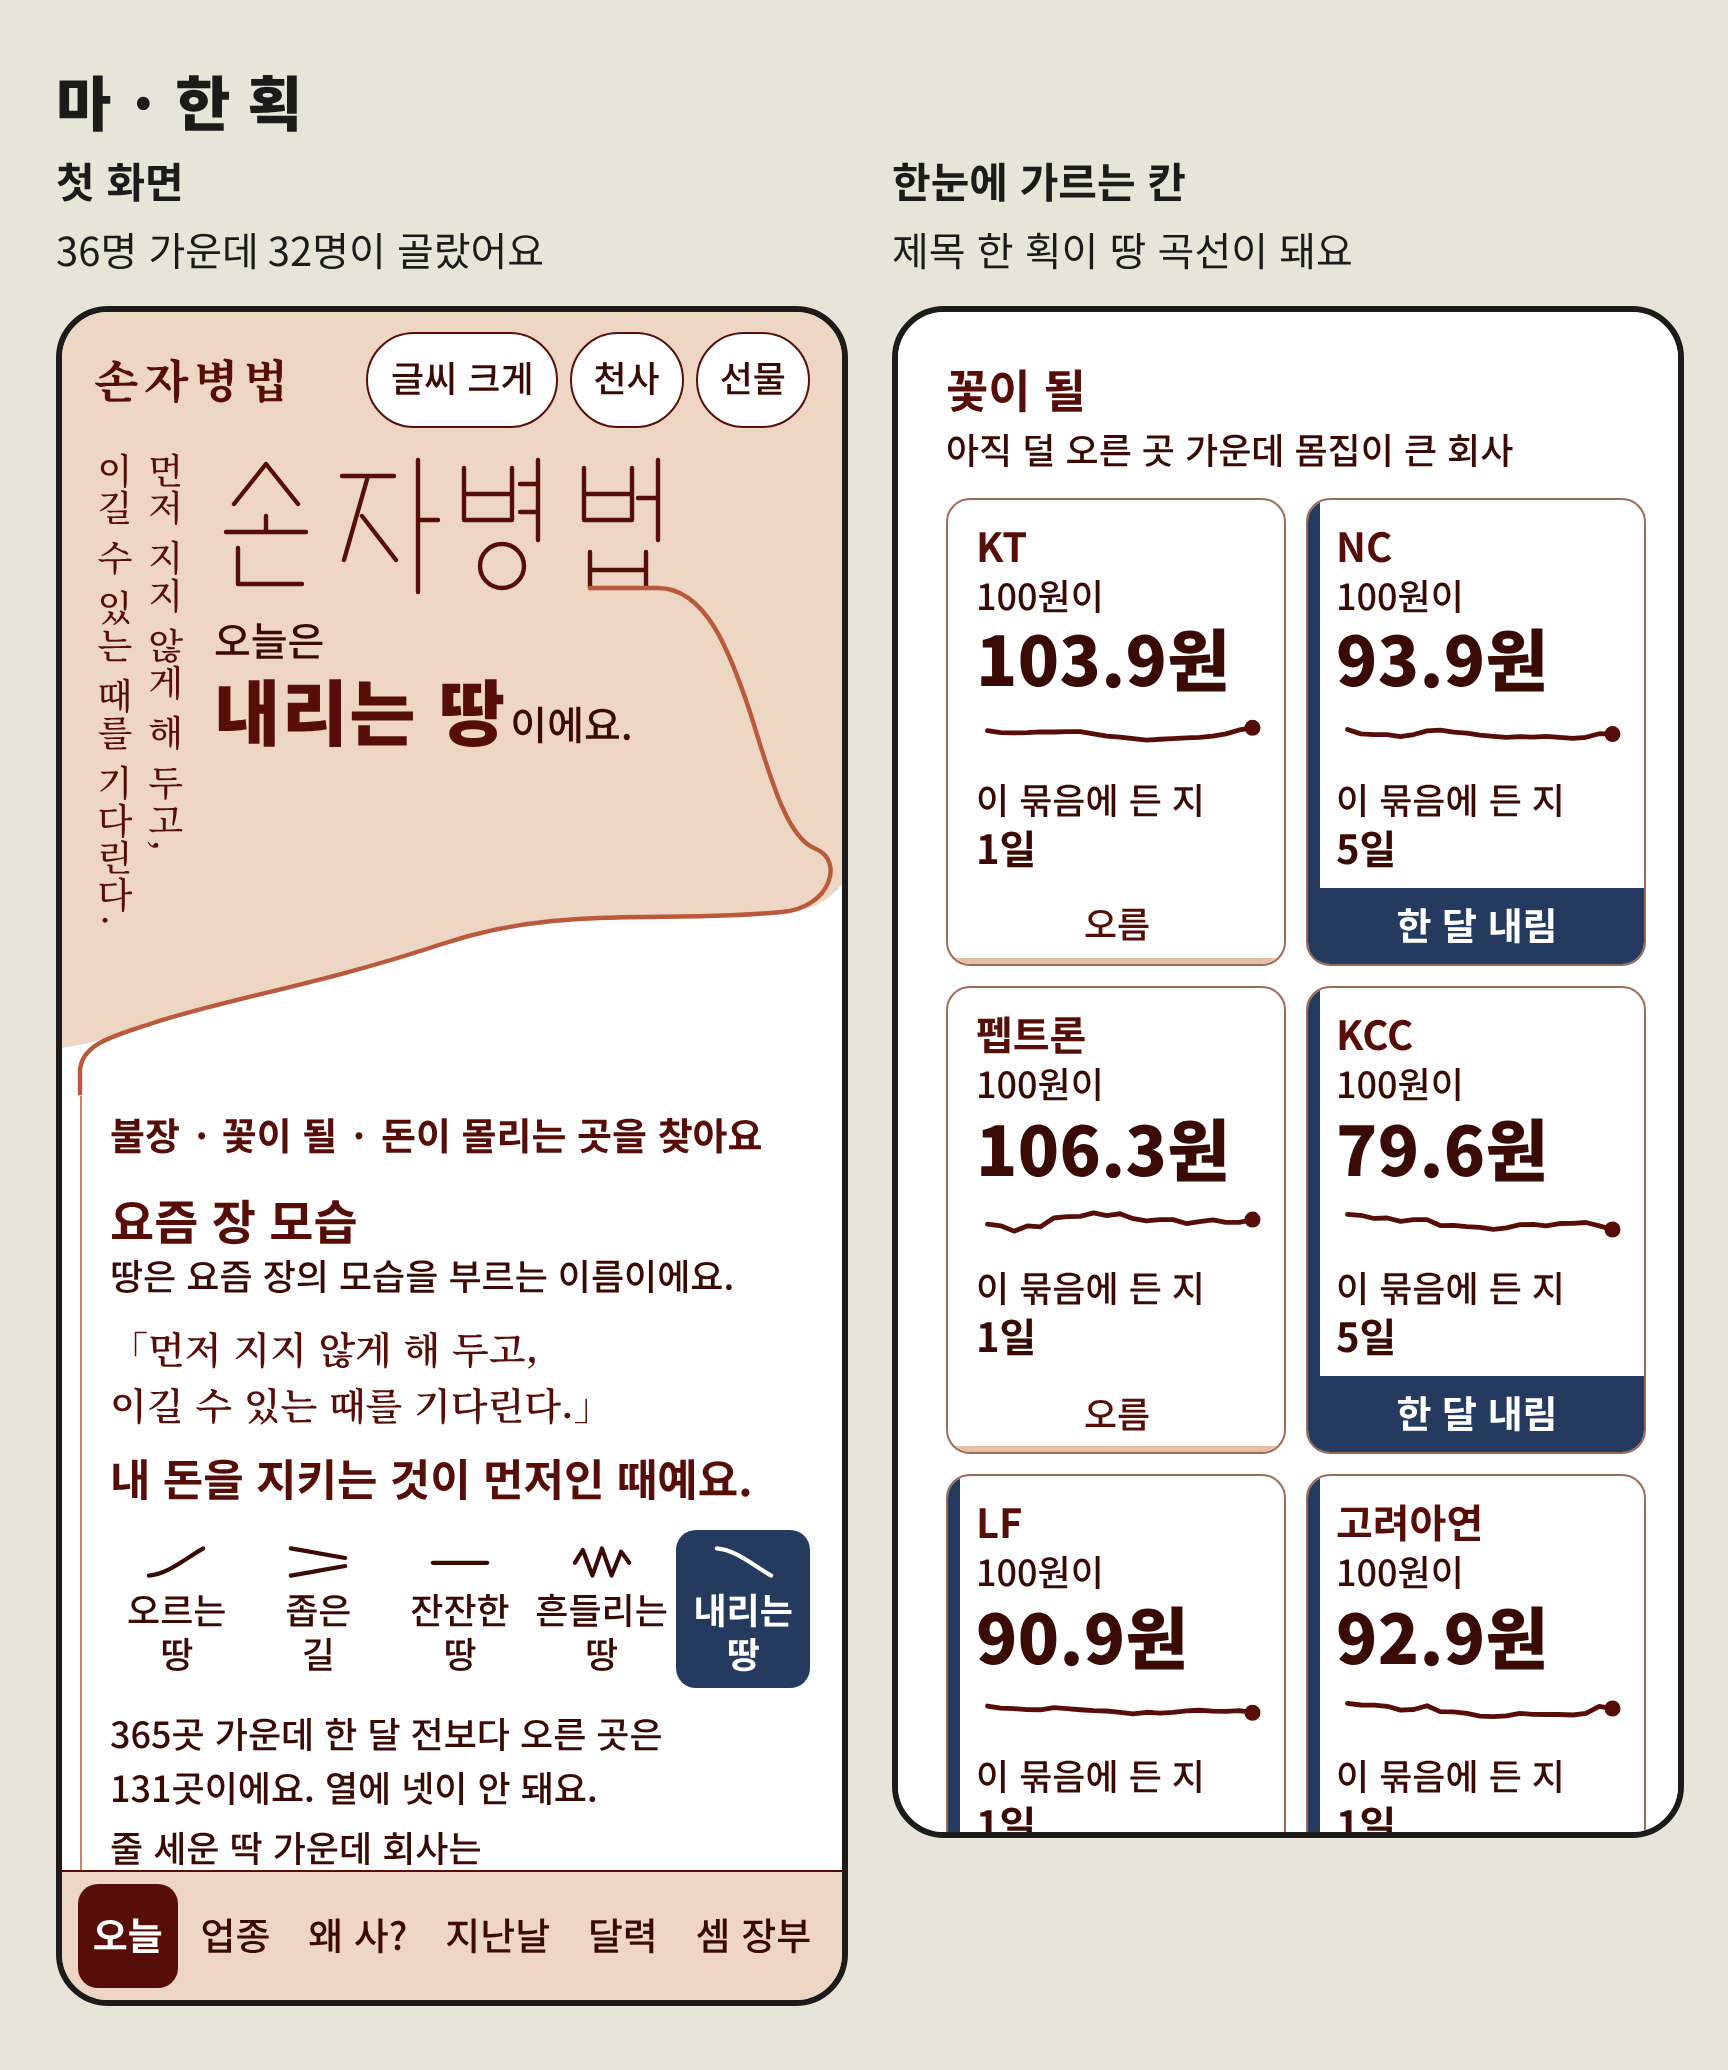 마 · 한 획
첫 화면
36명 가운데 32명이 골랐어요
손자병법
글씨 크게
천사
선물
먼저 지지 않게 해 두고,
이길 수 있는 때를 기다린다.
손자병법
오늘은
내리는 땅이에요.
불장 · 꽃이 될 · 돈이 몰리는 곳을 찾아요
요즘 장 모습
땅은 요즘 장의 모습을 부르는 이름이에요.
「먼저 지지 않게 해 두고,
이길 수 있는 때를 기다린다.」
내 돈을 지키는 것이 먼저인 때예요.
오르는
땅
좁은
길
잔잔한
땅
흔들리는
땅
내리는
땅
365곳 가운데 한 달 전보다 오른 곳은
131곳이에요. 열에 넷이 안 돼요.
줄 세운 딱 가운데 회사는
오늘
업종
왜 사?
지난날
달력
셈 장부
한눈에 가르는 칸
제목 한 획이 땅 곡선이 돼요
꽃이 될
아직 덜 오른 곳 가운데 몸집이 큰 회사
KT
100원이
103.9원
이 묶음에 든 지
1일
오름
NC
100원이
93.9원
이 묶음에 든 지
5일
한 달 내림
펩트론
100원이
106.3원
이 묶음에 든 지
1일
오름
KCC
100원이
79.6원
이 묶음에 든 지
5일
한 달 내림
LF
100원이
90.9원
이 묶음에 든 지
1일
고려아연
100원이
92.9원
이 묶음에 든 지
1일